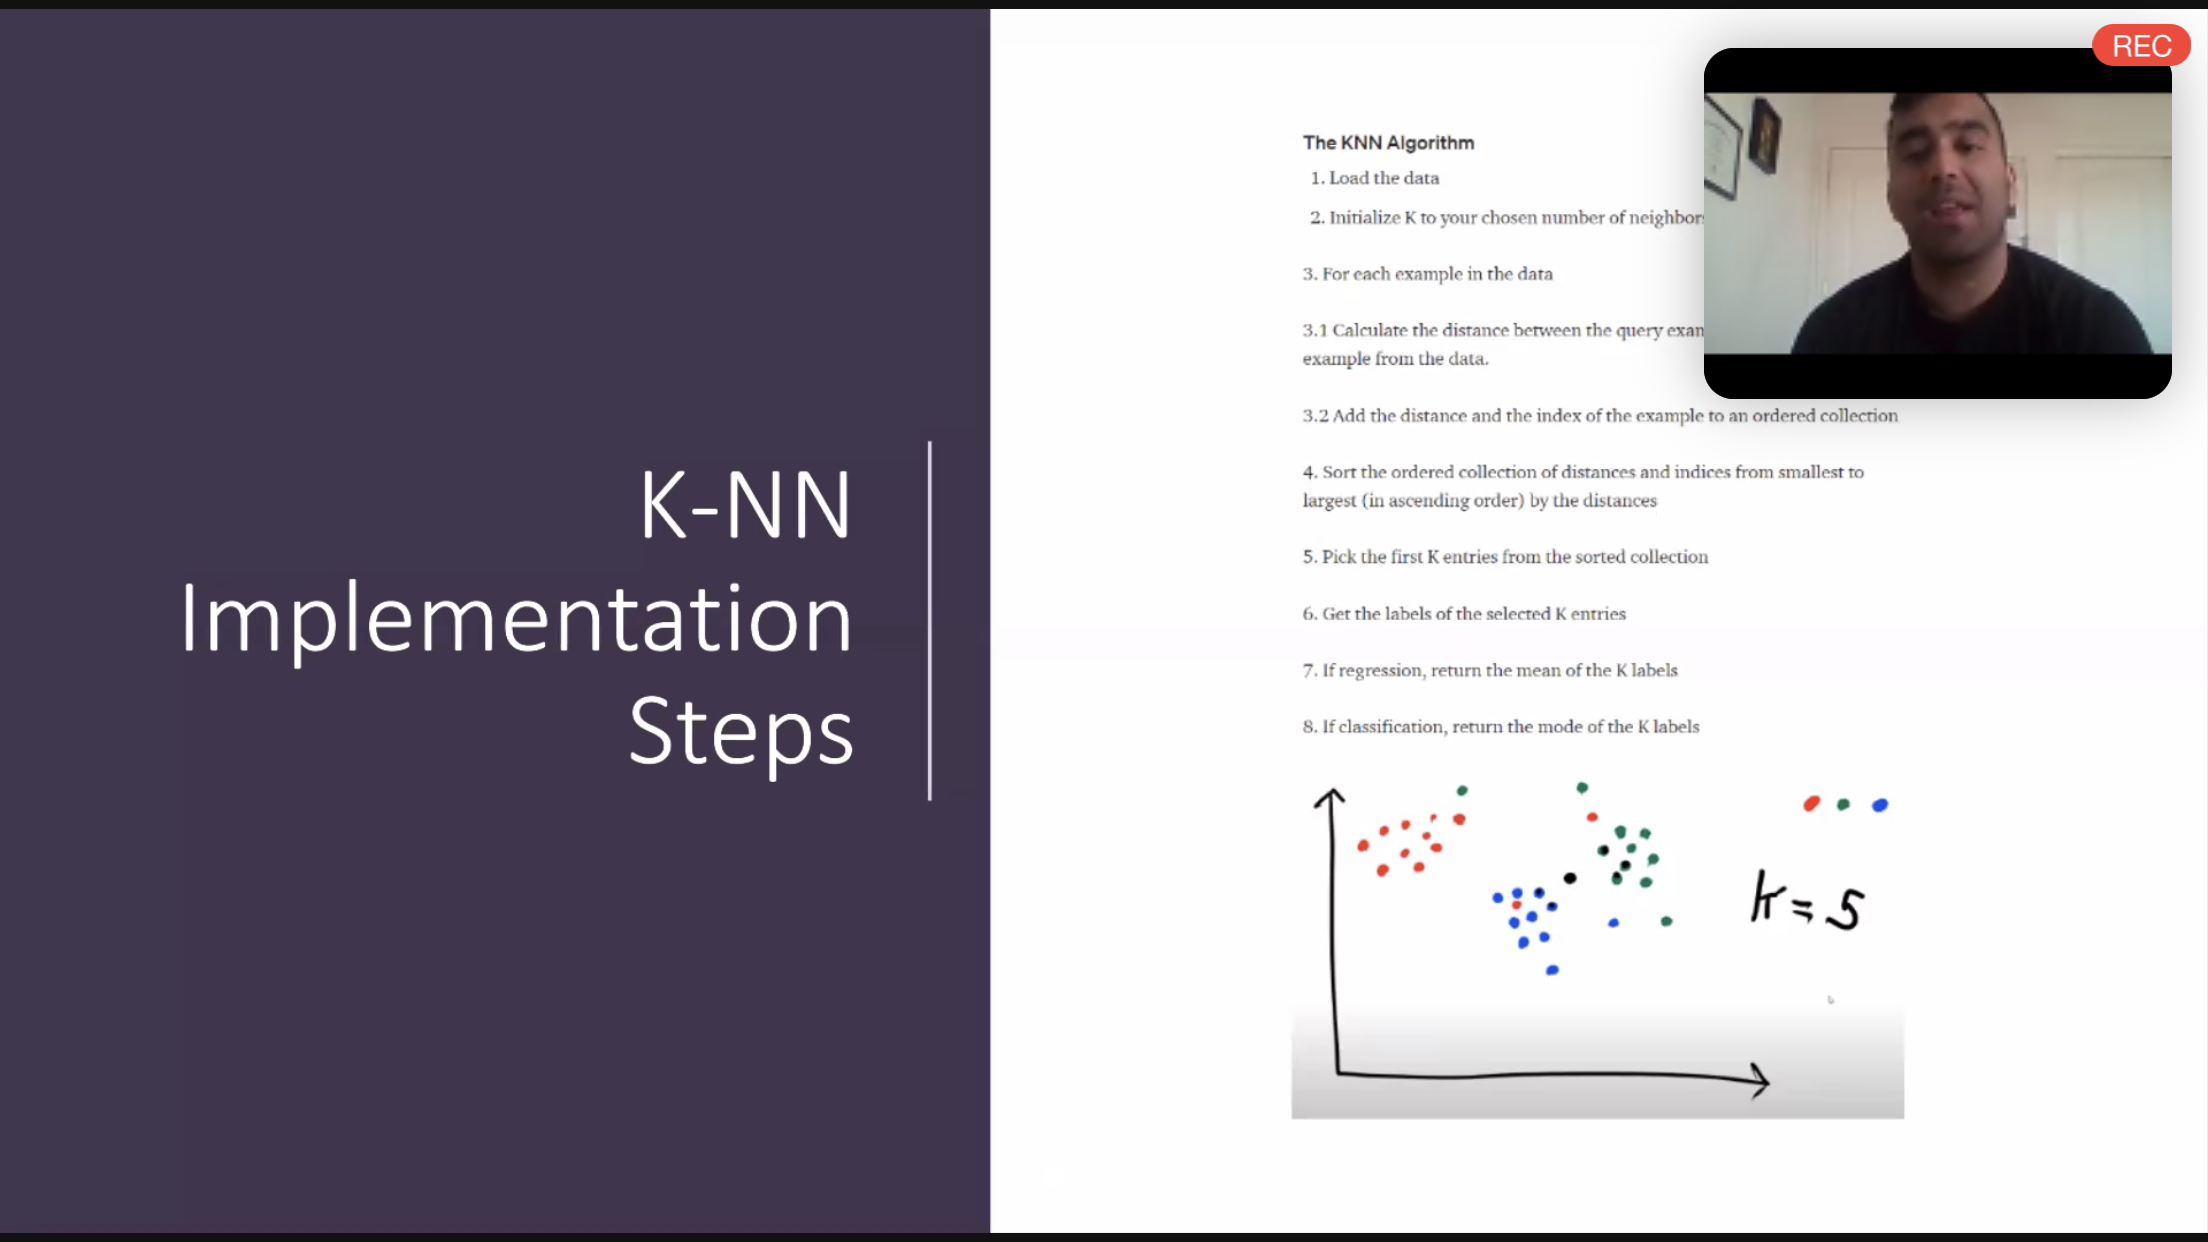 K-NN
Implementation
Steps
REC
The KNN Algorithm
1. Load the data
2. Initialize K to your chosen number of
3. For each example in the data
3.1 Calculate the distance between the query
example from the data.
3.2 Add the distance and the index of the example to an ordered collection
4. Sort the ordered collection of distances and indices from smallest to
largest (in ascending order) by the distances
5. Pick the first K entries from the sorted collection
6. Get the labels of the selected K entries
7. If regression, return the mean of the K labels
8. If classification, return the mode of the K labels
K = 5